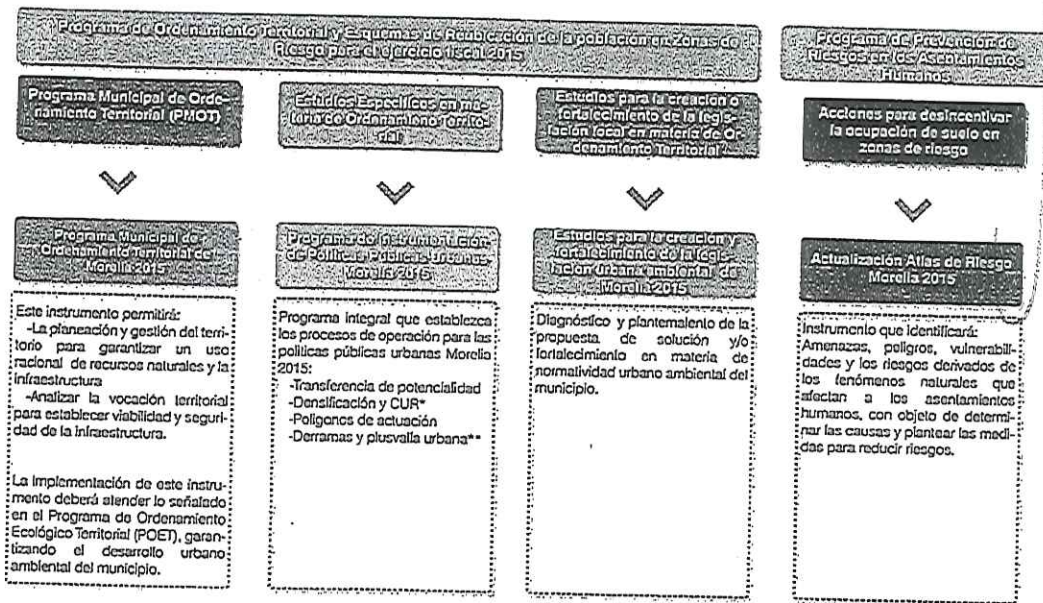 Programa de Ordenamiento Territorial y Esquemas de Reubicación de la población en Zonas de
Riesgo para el ejercicio fiscal 2015
Programa de Prevención de
Riesgos en los Asentamientos
Humanos
Programa Municipal de Orde-
namiento Territorial (PMOT)
Estudios Específicos en ma-
teria de Ordenamieno Territo-
rial
Estudios para la creación o
fortalecimiento de la legis-
lación local en materia de Or-
denamiento Territorial
Acciones para desincentivar
la ocupación de suelo en
zonas de riesgo
Programa Municipal de
Ordenamiento Territorial de
Morelia 2015
Este instrumento permitirá:
-La planeación y gestión del terri-
torio para garantizar un uso
racional de recursos naturales y la
infraestructura
-Analizar la vocación territorial
para establecer viabilidad y seguri-
dad de la infraestructura.
La implementación de este instru-
mento deberá atender lo señalado
en el Programa de Ordenamiento
Ecológico Territorial (POET), garan-
tizando el desarrollo urbano
ambiental del municipio.
Programa de Instrumentación
de Políticas Públicas Urbanas
Morelia 2015
Programa integral que establezca
los procesos de operación para las
políticas públicas urbanas Morelia
2015:
-Transferencia de potencialidad
-Densificación y CUR*
-Polígonos de actuación
-Derramas y plusvalía urbana**
Estudios para la creación y
fortalecimiento de la legis-
lación urbana ambiental de
Morelia 2015
Diagnóstico y planteamiento de la
propuesta de solución y/o
fortalecimiento en materia de
normatividad urbano ambiental del
municipio.
Actualización Atlas de Riesgo
Morelia 2015
Instrumento que identificará:
Amenazas, peligros, vulnerabili-
dades y los riesgos derivados de
los fenómenos naturales que
afectan a los asentamientos
humanos, con objeto de determi-
nar las causas y plantear las medi-
das para reducir riesgos.